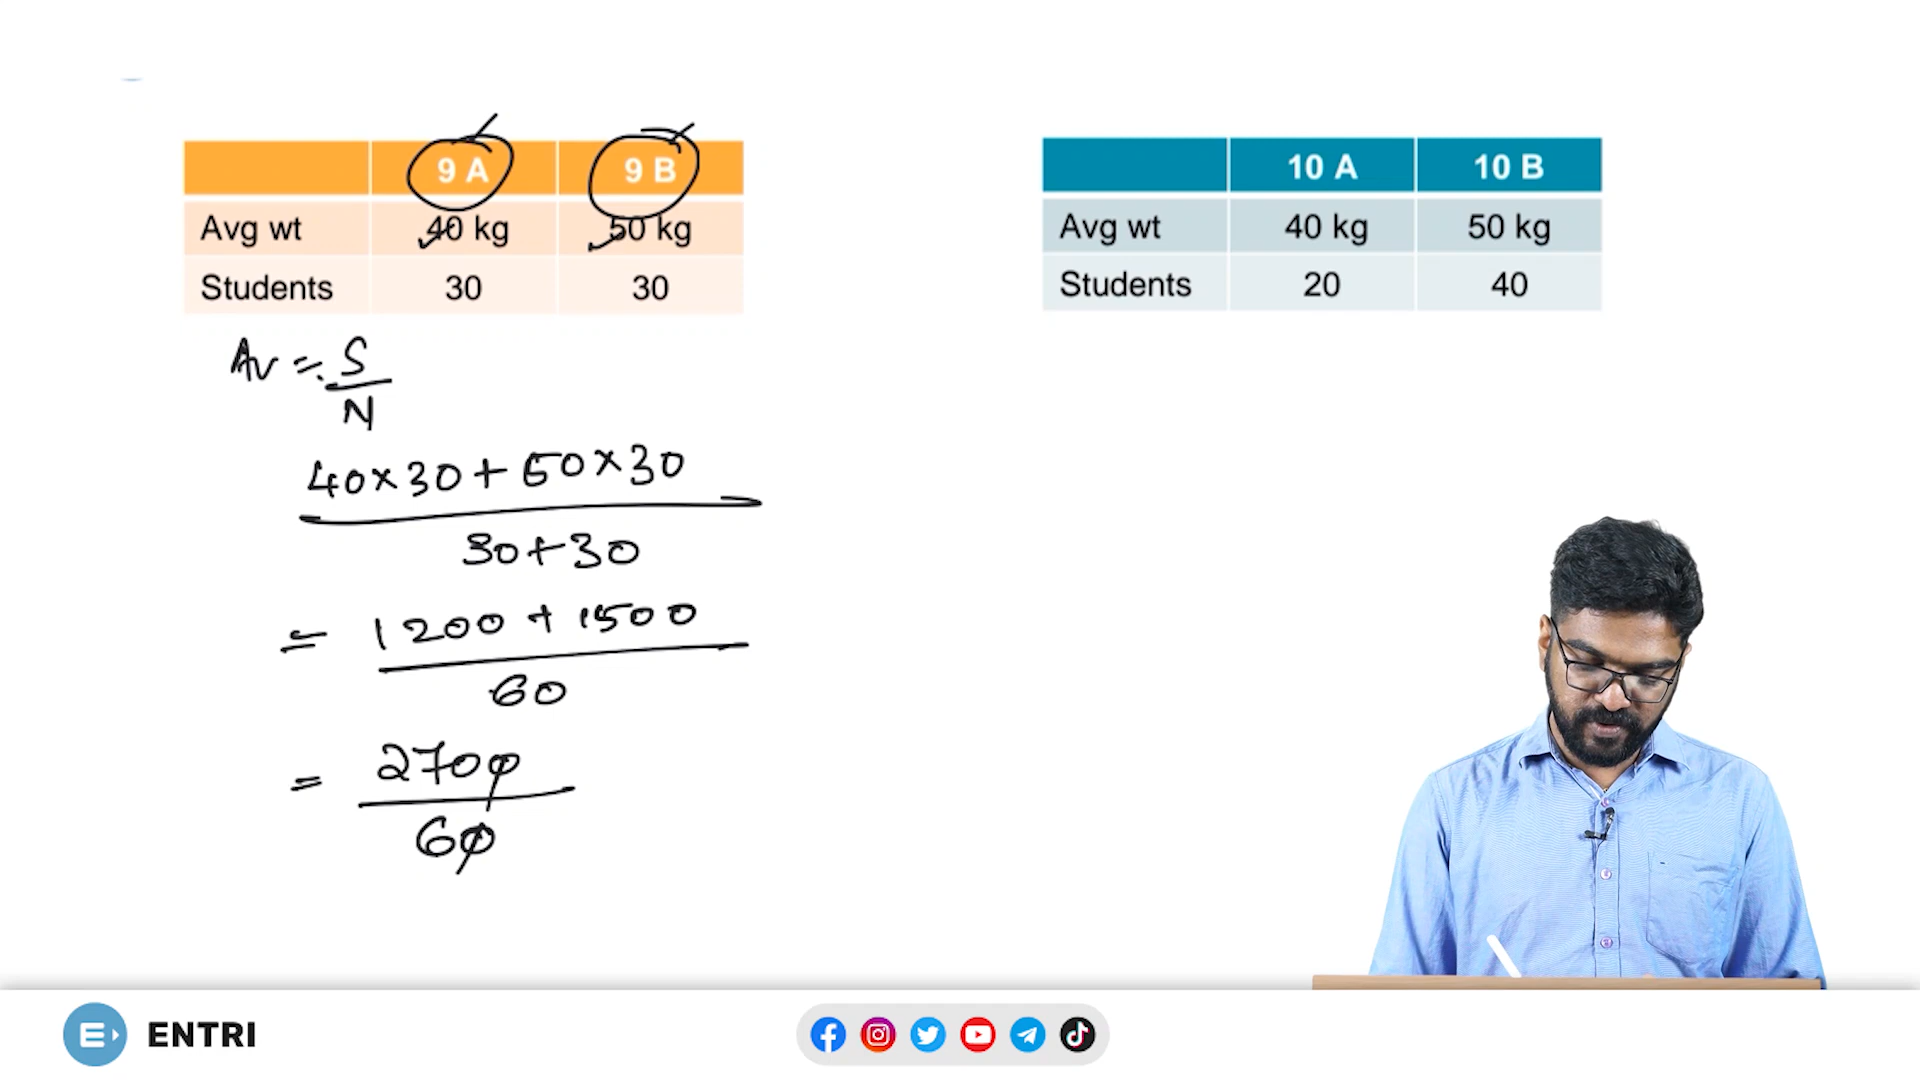 9 A 9 B
Avg wt 40 kg 50 kg
Students 30 30
10 A 10 B
Avg wt 40 kg 50 kg
Students 20 40
Av = S
N
40×30+50×30
30+30
= 1200 + 1500
60
= 2700
60
E ENTRI